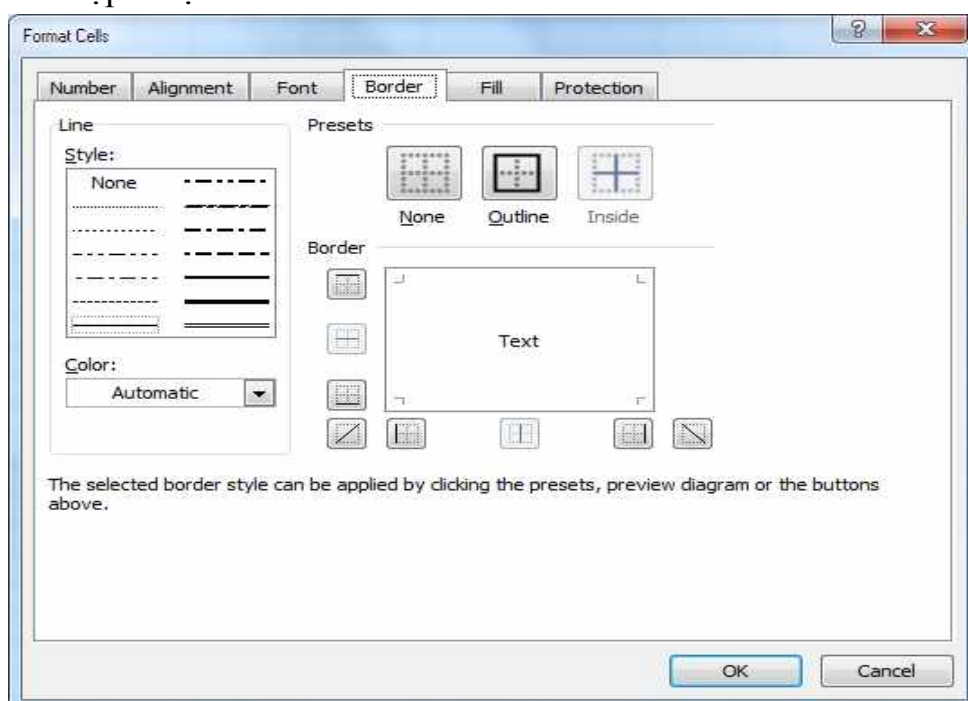 Format Cells
Number Alignment Font Border Fill Protection
Line
Style:
None
Color:
Automatic
Presets
None Outline Inside
Border
Text
The selected border style can be applied by clicking the presets, preview diagram or the buttons
above.
OK Cancel